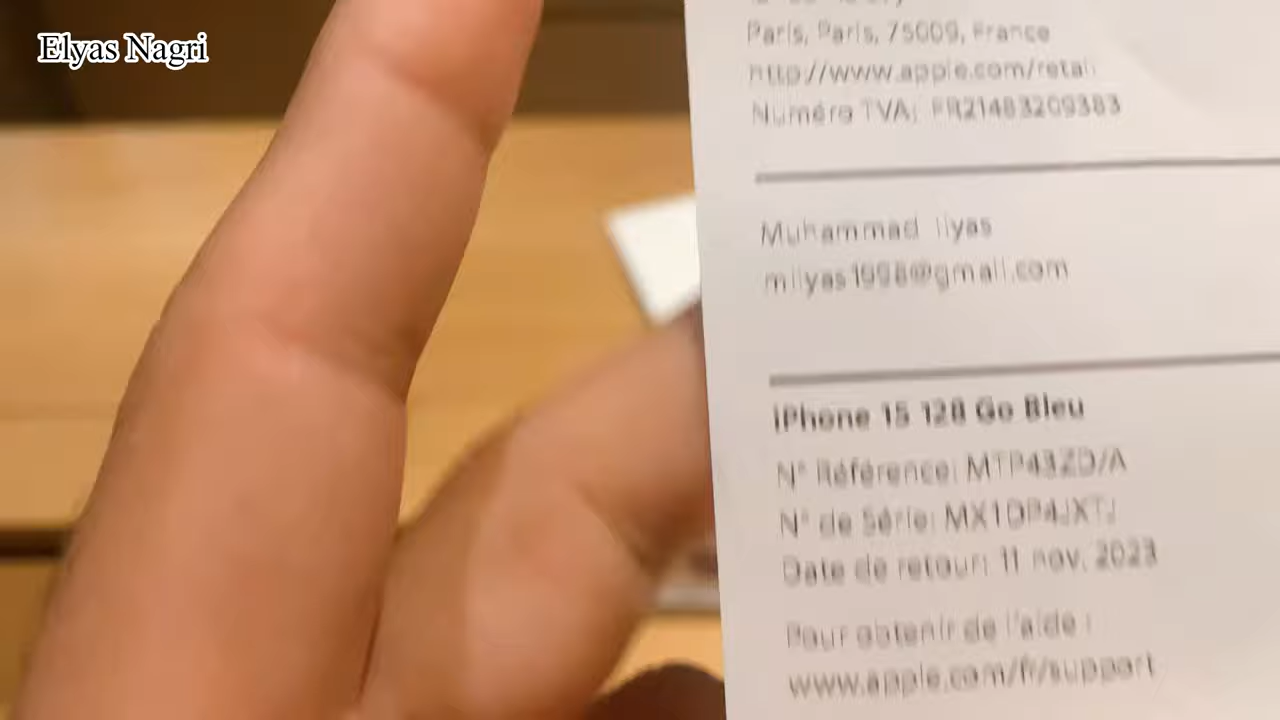 Elyas Nagri
Paris, Paris, 75009, France
http://www.apple.com/retail
Numéro TVA: FR21483209383
Muhammad Ilyas
milyas1998@gmail.com
iPhone 15 128 Go Bleu
N° Référence: MTP43ZD/A
N° de Série: MX1DP4JXTJ
Date de retour: 11 nov. 2023
Pour obtenir de l'aide :
www.apple.com/fr/support